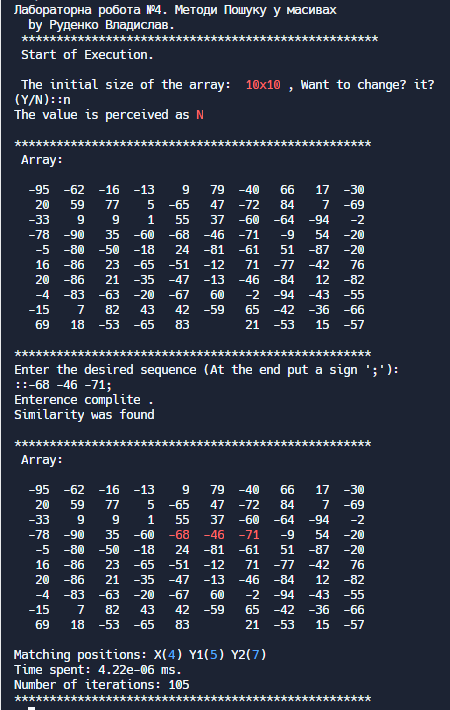 Лабораторна робота №4. Методи Пошуку у масивах
by Руденко Владислав.
***************************************************
Start of Execution.
The initial size of the array:  10x10 , Want to change? it?
(Y/N)::n
The value is perceived as N
***************************************************
Array:
-95 -62 -16 -13 9 79 -40 66 17 -30
20 59 77 5 -65 47 -72 84 7 -69
-33 9 9 1 55 37 -60 -64 -94 -2
-78 -90 35 -60 -68 -46 -71 -9 54 -20
-5 -80 -50 -18 24 -81 -61 51 -87 -20
16 -86 23 -65 -51 -12 71 -77 -42 76
20 -86 21 -35 -47 -13 -46 -84 12 -82
-4 -83 -63 -20 -67 60 -2 -94 -43 -55
-15 7 82 43 42 -59 65 -42 -36 -66
69 18 -53 -65 83 21 -53 15 -57
***************************************************
Enter the desired sequence (At the end put a sign ';'):
::-68 -46 -71;
Enterence complite .
Similarity was found
***************************************************
Array:
-95 -62 -16 -13 9 79 -40 66 17 -30
20 59 77 5 -65 47 -72 84 7 -69
-33 9 9 1 55 37 -60 -64 -94 -2
-78 -90 35 -60 -68 -46 -71 -9 54 -20
-5 -80 -50 -18 24 -81 -61 51 -87 -20
16 -86 23 -65 -51 -12 71 -77 -42 76
20 -86 21 -35 -47 -13 -46 -84 12 -82
-4 -83 -63 -20 -67 60 -2 -94 -43 -55
-15 7 82 43 42 -59 65 -42 -36 -66
69 18 -53 -65 83 21 -53 15 -57
Matching positions: X(4) Y1(5) Y2(7)
Time spent: 4.22e-06 ms.
Number of iterations: 105
***************************************************